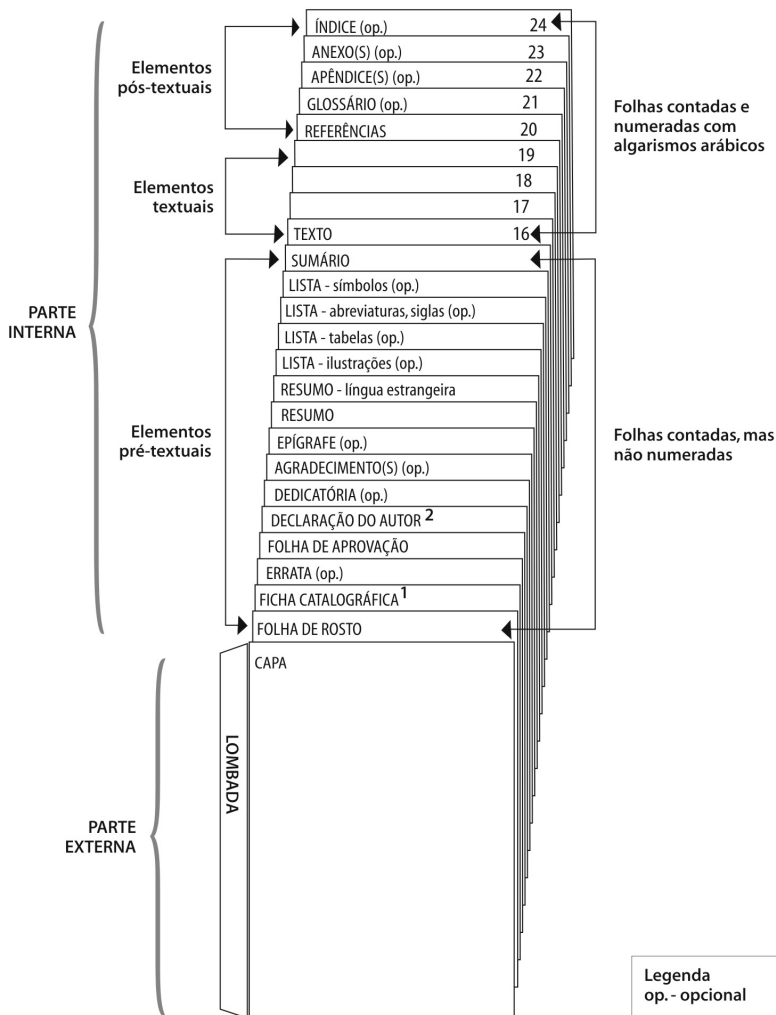 ÍNDICE (op.) 24
ANEXO(S) (op.) 23
APÊNDICE(S) (op.) 22
GLOSSÁRIO (op.) 21
REFERÊNCIAS 20
19
18
17
TEXTO 16
SUMÁRIO
LISTA - símbolos (op.)
LISTA - abreviaturas, siglas (op.)
LISTA - tabelas (op.)
LISTA - ilustrações (op.)
RESUMO - língua estrangeira
RESUMO
EPÍGRAFE (op.)
AGRADECIMENTO(S) (op.)
DEDICATÓRIA (op.)
DECLARAÇÃO DO AUTOR 2
FOLHA DE APROVAÇÃO
ERRATA (op.)
FICHA CATALOGRÁFICA 1
FOLHA DE ROSTO
CAPA
LOMBADA
Elementos
pós-textuais
Elementos
textuais
Elementos
pré-textuais
PARTE
INTERNA
PARTE
EXTERNA
Folhas contadas e
numeradas com
algarismos arábicos
Folhas contadas, mas
não numeradas
Legenda
op. - opcional